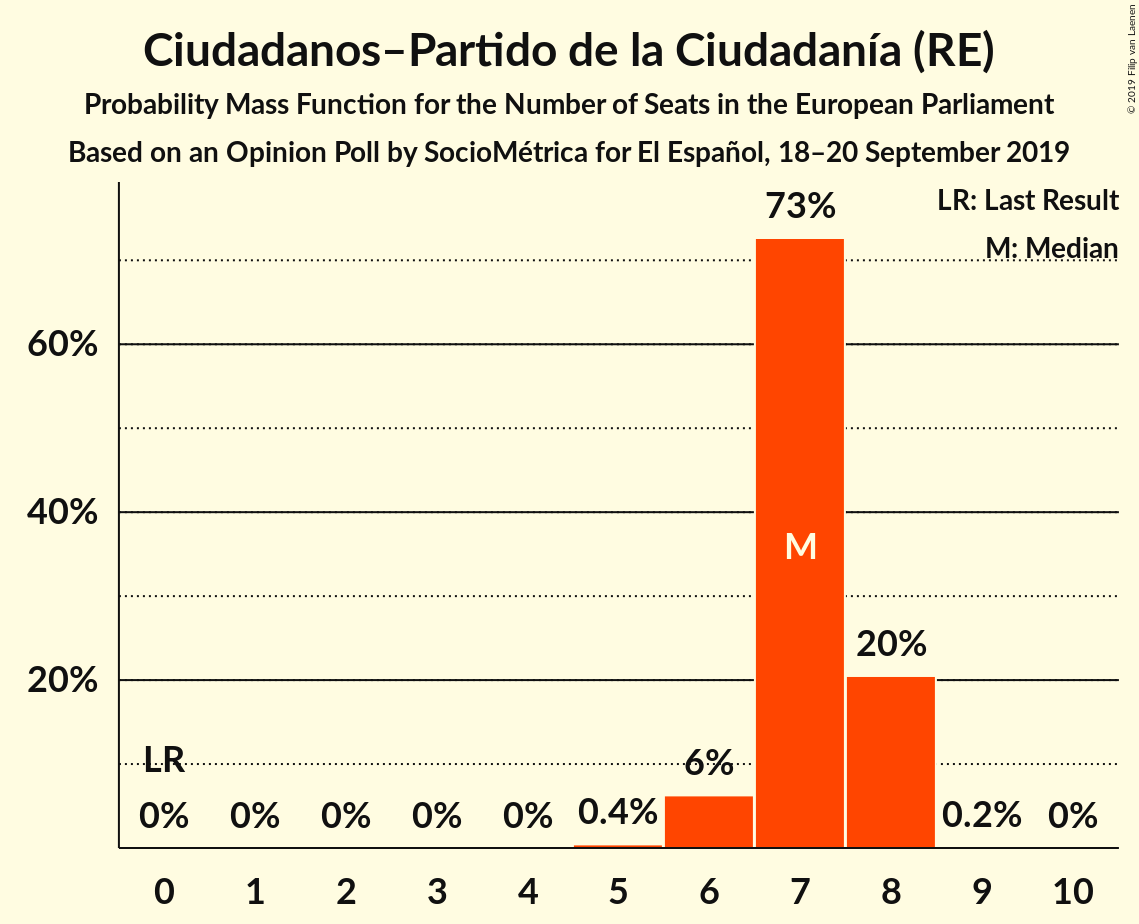 Ciudadanos–Partido de la Ciudadanía (RE)
Probability Mass Function for the Number of Seats in the European Parliament
Based on an Opinion Poll by SocioMétrica for El Español, 18–20 September 2019
© 2019 Filip van Laenen
LR: Last Result
M: Median
73%
60%
40%
M
20%
20%
LR
6%
0%
0%
0%
0%
0%
0.4%
0.2%
0%
0 1 2 3 4 5 6 7 8 9 10